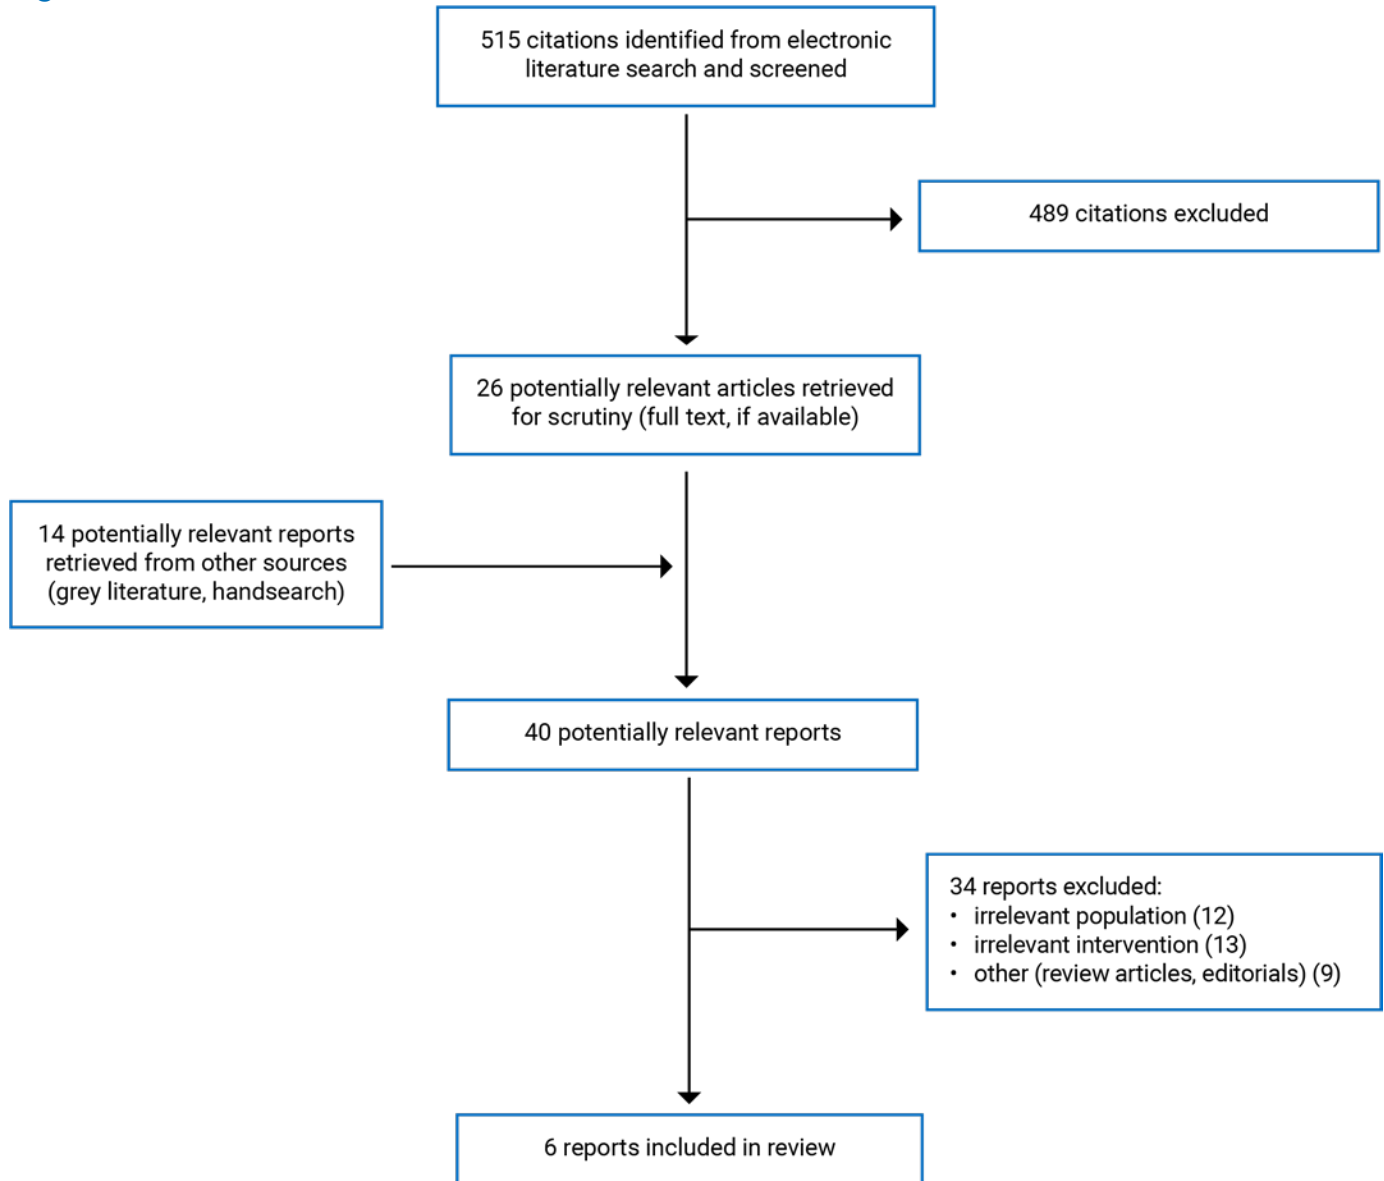 515 citations identified from electronic
literature search and screened
489 citations excluded
26 potentially relevant articles retrieved
for scrutiny (full text, if available)
14 potentially relevant reports
retrieved from other sources
(grey literature, handsearch)
40 potentially relevant reports
34 reports excluded:
• irrelevant population (12)
• irrelevant intervention (13)
• other (review articles, editorials) (9)
6 reports included in review